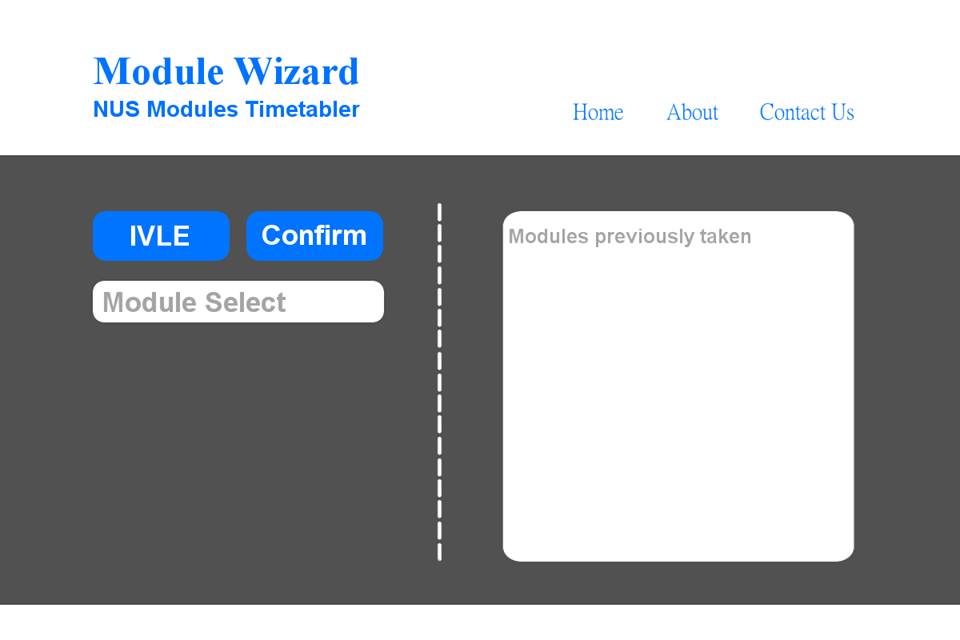 Module Wizard
NUS Modules Timetabler
Home About Contact Us
IVLE Confirm
Module Select
Modules previously taken